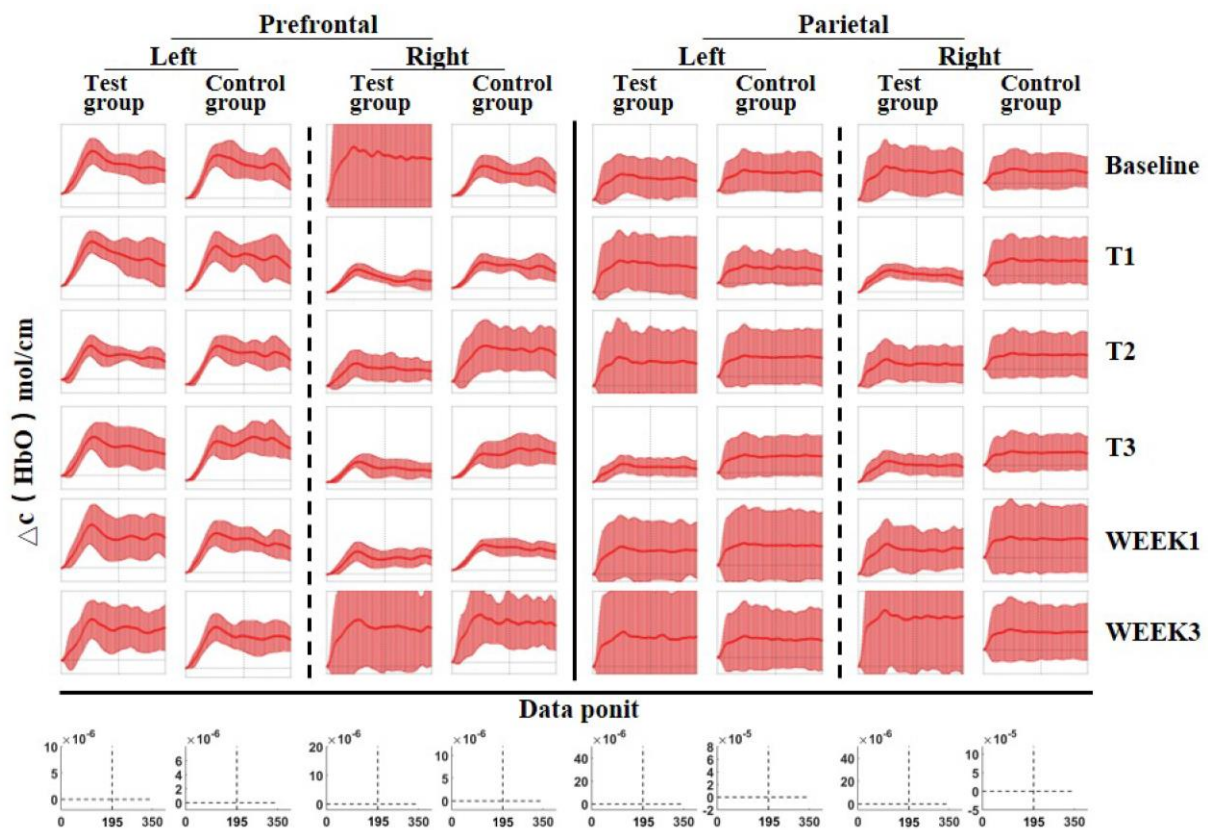 Prefrontal Parietal
Left Right Left Right
Test group Control group Test group Control group Test group Control group Test group Control group
Baseline
T1
T2
T3
WEEK1
WEEK3
△c ( HbO ) mol/cm
Data ponit
×10⁻⁶ ×10⁻⁶ ×10⁻⁶ ×10⁻⁶ ×10⁻⁶ ×10⁻⁵ ×10⁻⁶ ×10⁻⁵
10 5 0
6 4 2 0
20 10 0
10 5 0
40 20 0
8 6 4 2 0 -2
40 20 0
10 5 0 -5
0 195 350 0 195 350 0 195 350 0 195 350 0 195 350 0 195 350 0 195 350 0 195 350